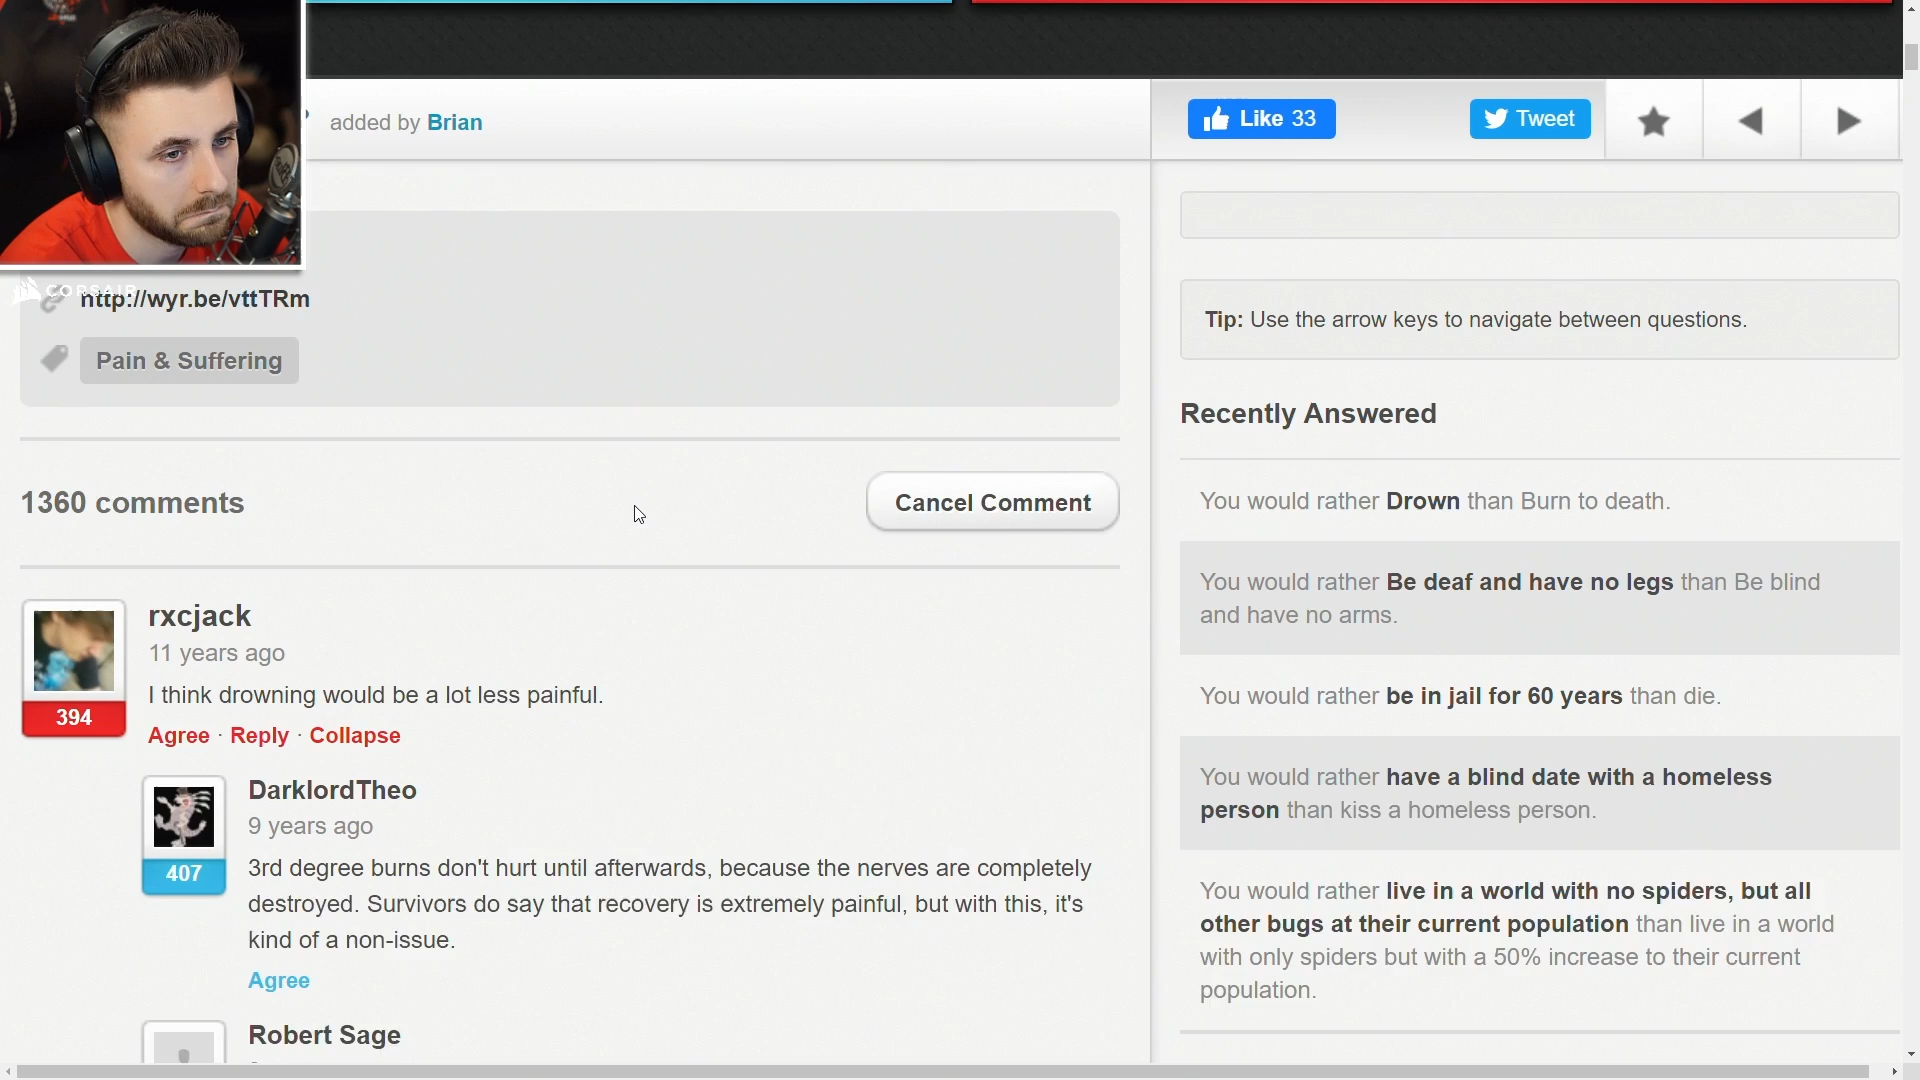 added by Brian
Like 33
Tweet
CORSAIR
http://wyr.be/vttTRm
Pain & Suffering
1360 comments
Cancel Comment
rxcjack
11 years ago
I think drowning would be a lot less painful.
394
Agree · Reply · Collapse
DarklordTheo
9 years ago
407
3rd degree burns don't hurt until afterwards, because the nerves are completely
destroyed. Survivors do say that recovery is extremely painful, but with this, it's
kind of a non-issue.
Agree
Robert Sage
Tip: Use the arrow keys to navigate between questions.
Recently Answered
You would rather Drown than Burn to death.
You would rather Be deaf and have no legs than Be blind
and have no arms.
You would rather be in jail for 60 years than die.
You would rather have a blind date with a homeless
person than kiss a homeless person.
You would rather live in a world with no spiders, but all
other bugs at their current population than live in a world
with only spiders but with a 50% increase to their current
population.